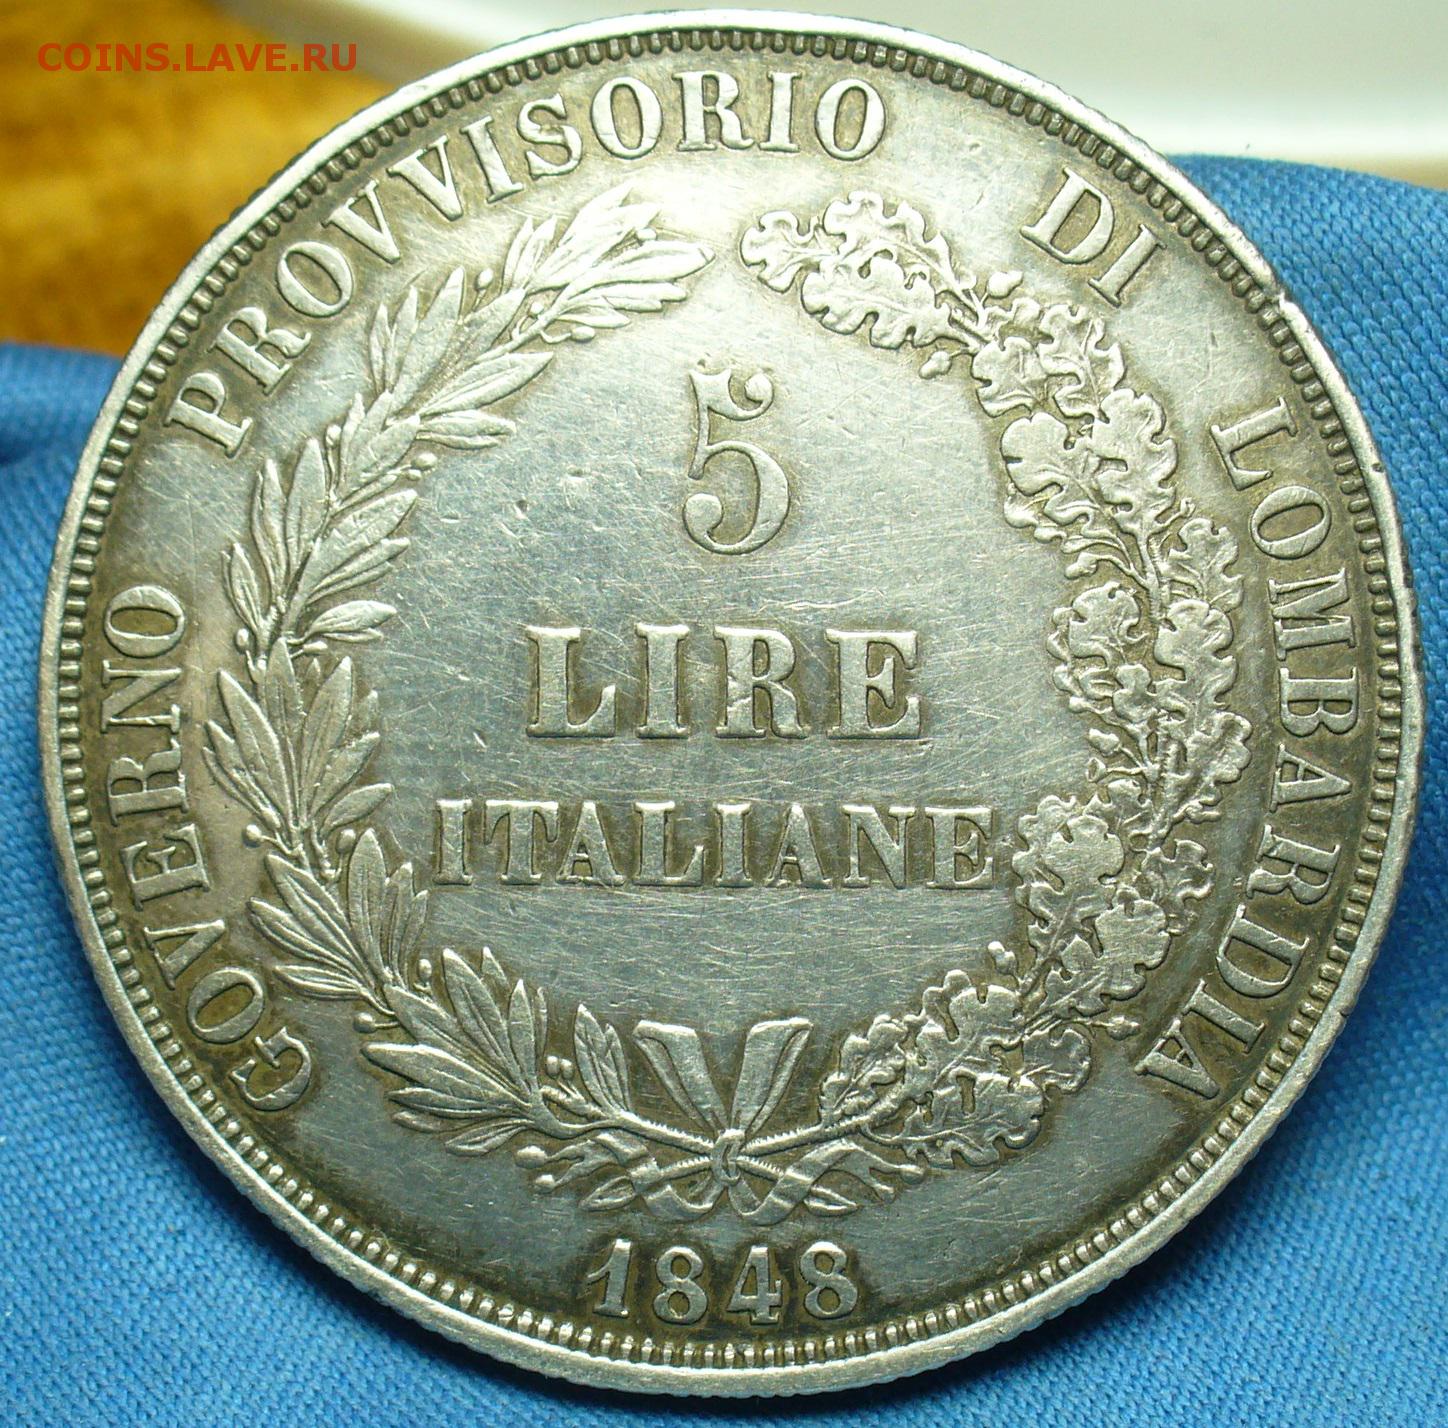 COINS.LAVE.RU
GOVERNO PROVVISORIO DI LOMBARDIA
5
LIRE
ITALIANE
1848